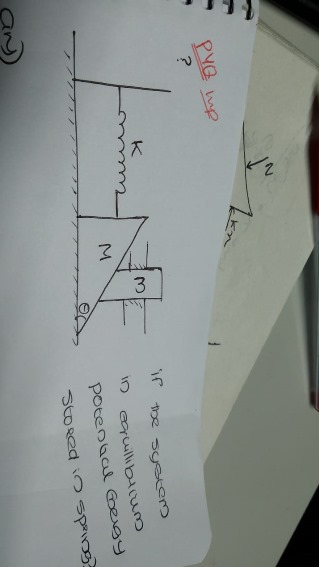 PYQ imp
?
K
M
m
θ
if the system
in equilibrium
potential Energy
stored in spring?
Ans)
N
kx